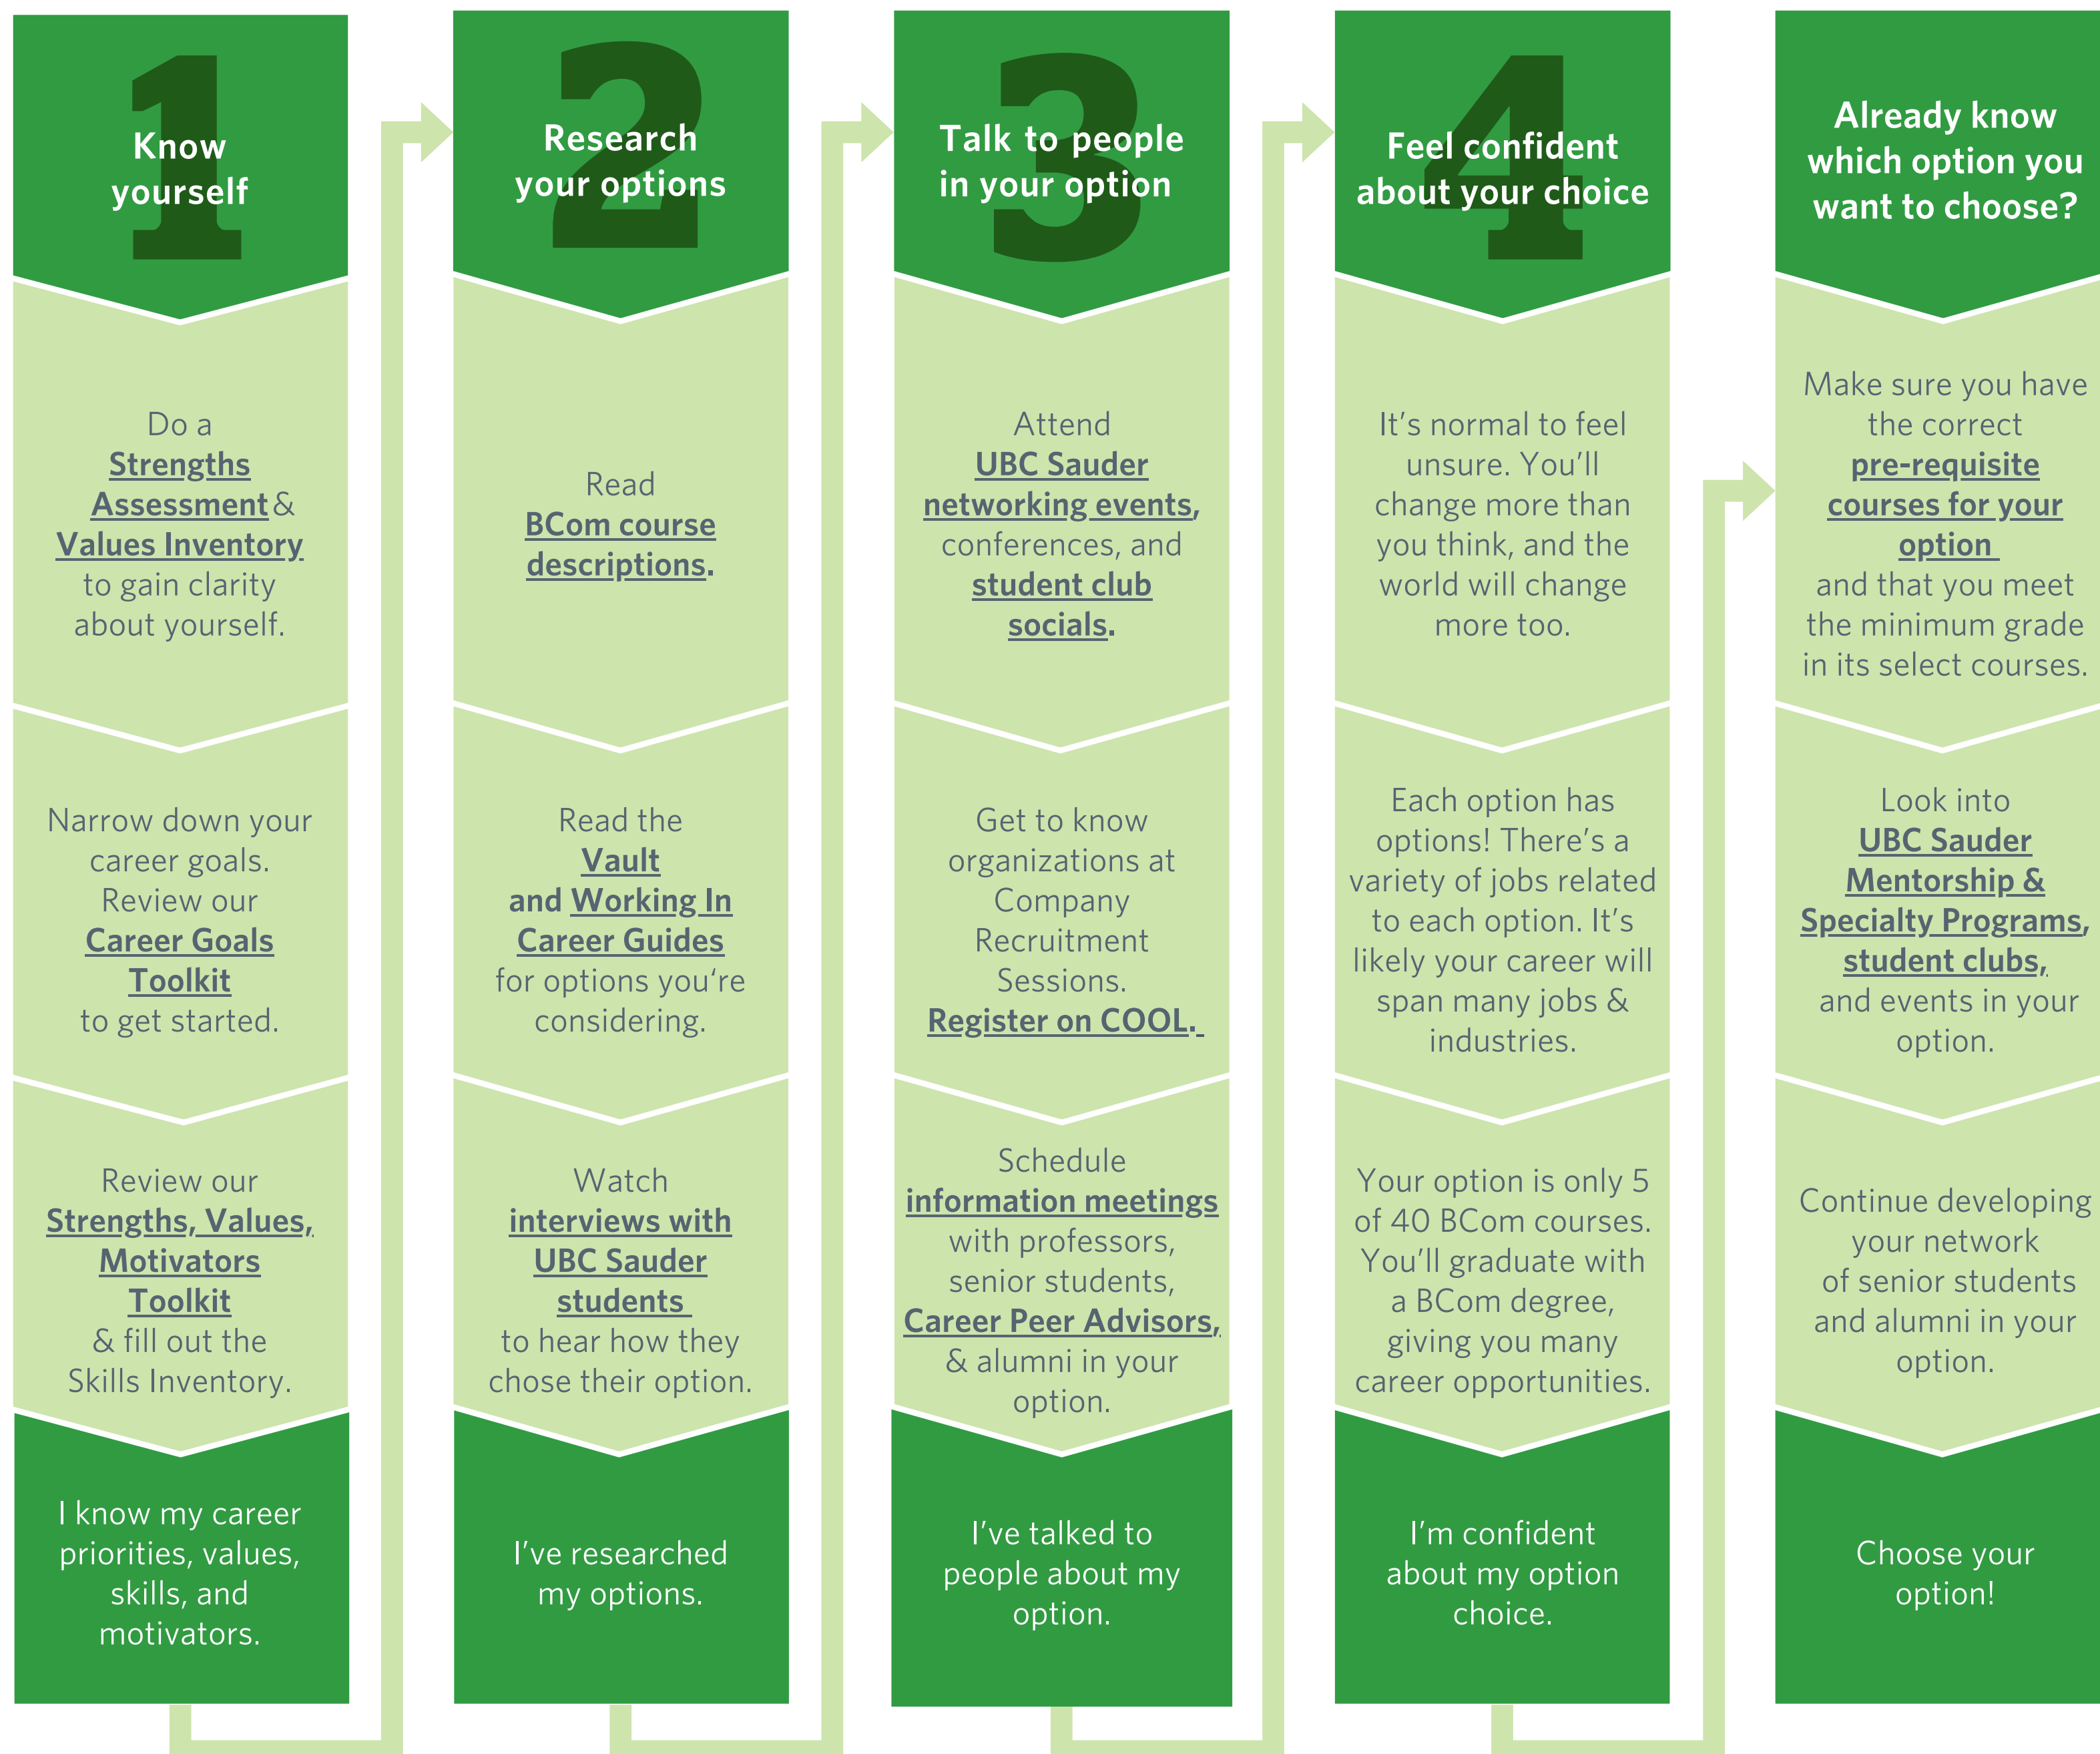 1
Know
yourself
Do a
Strengths
Assessment &
Values Inventory
to gain clarity
about yourself.
Narrow down your
career goals.
Review our
Career Goals
Toolkit
to get started.
Review our
Strengths, Values,
Motivators
Toolkit
& fill out the
Skills Inventory.
I know my career
priorities, values,
skills, and
motivators.
2
Research
your options
Read
BCom course
descriptions.
Read the
Vault
and Working In
Career Guides
for options you‘re
considering.
Watch
interviews with
UBC Sauder
students
to hear how they
chose their option.
I’ve researched
my options.
3
Talk to people
in your option
Attend
UBC Sauder
networking events,
conferences, and
student club
socials.
Get to know
organizations at
Company
Recruitment
Sessions.
Register on COOL.
Schedule
information meetings
with professors,
senior students,
Career Peer Advisors,
& alumni in your
option.
I’ve talked to
people about my
option.
4
Feel confident
about your choice
It’s normal to feel
unsure. You’ll
change more than
you think, and the
world will change
more too.
Each option has
options! There’s a
variety of jobs related
to each option. It’s
likely your career will
span many jobs &
industries.
Your option is only 5
of 40 BCom courses.
You’ll graduate with
a BCom degree,
giving you many
career opportunities.
I’m confident
about my option
choice.
Already know
which option you
want to choose?
Make sure you have
the correct
pre-requisite
courses for your
option
and that you meet
the minimum grade
in its select courses.
Look into
UBC Sauder
Mentorship &
Specialty Programs,
student clubs,
and events in your
option.
Continue developing
your network
of senior students
and alumni in your
option.
Choose your
option!